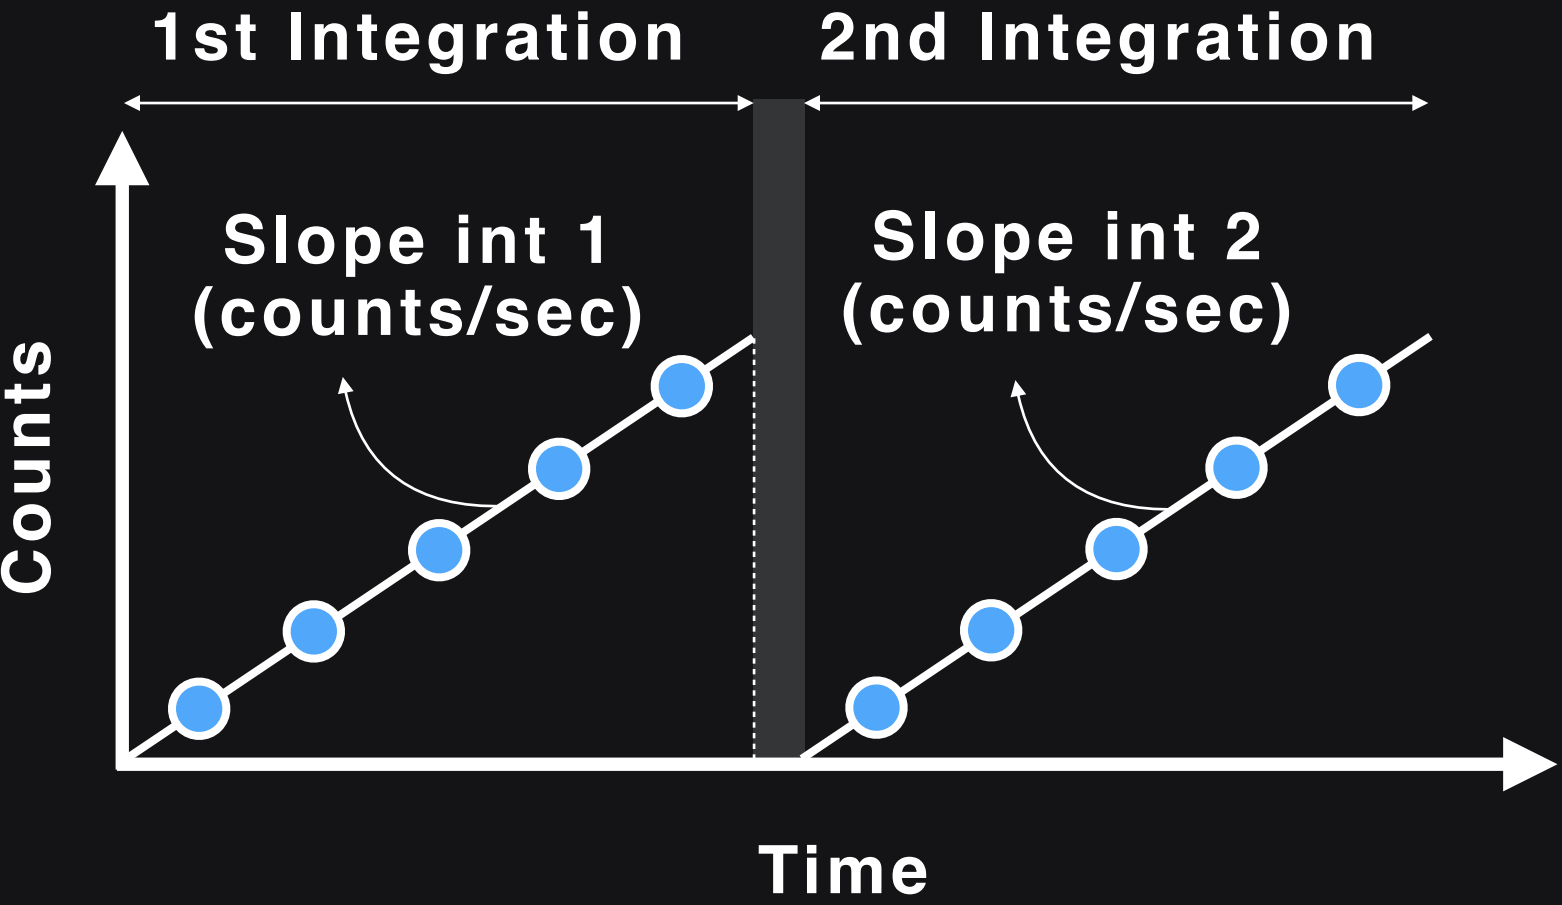 1st Integration
2nd Integration
Slope int 1
(counts/sec)
Slope int 2
(counts/sec)
Counts
Time